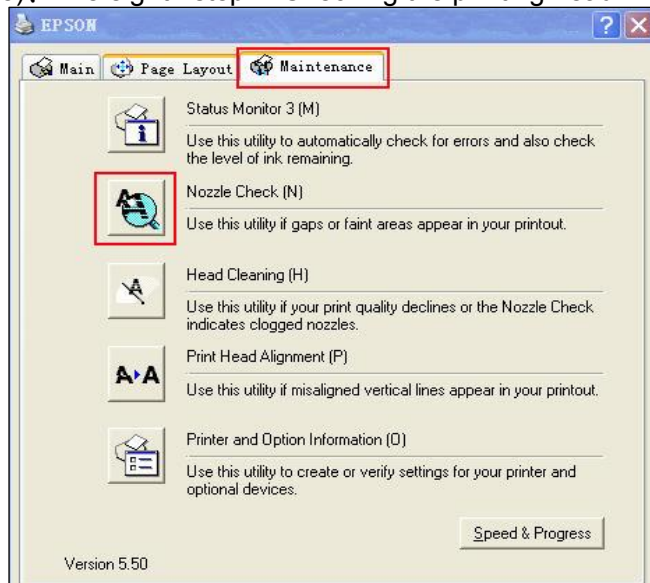 EPSON
Main Page Layout Maintenance
Status Monitor 3 (M)
Use this utility to automatically check for errors and also check
the level of ink remaining.
Nozzle Check (N)
Use this utility if gaps or faint areas appear in your printout.
Head Cleaning (H)
Use this utility if your print quality declines or the Nozzle Check
indicates clogged nozzles.
Print Head Alignment (P)
Use this utility if misaligned vertical lines appear in your printout.
Printer and Option Information (O)
Use this utility to create or verify settings for your printer and
optional devices.
Speed & Progress
Version 5.50